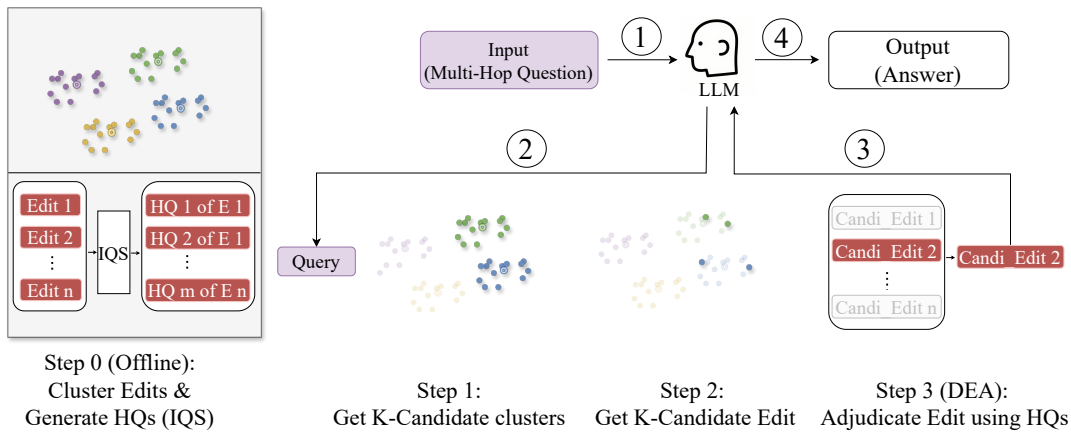 Input
(Multi-Hop Question)
1
LLM
4
Output
(Answer)
2
3
Edit 1
Edit 2
⋮
Edit n
IQS
HQ 1 of E 1
HQ 2 of E 1
⋮
HQ m of E n
Query
Candi_Edit 1
Candi_Edit 2
⋮
Candi_Edit n
Candi_Edit 2
Step 0 (Offline):
Cluster Edits &
Generate HQs (IQS)
Step 1:
Get K-Candidate clusters
Step 2:
Get K-Candidate Edit
Step 3 (DEA):
Adjudicate Edit using HQs